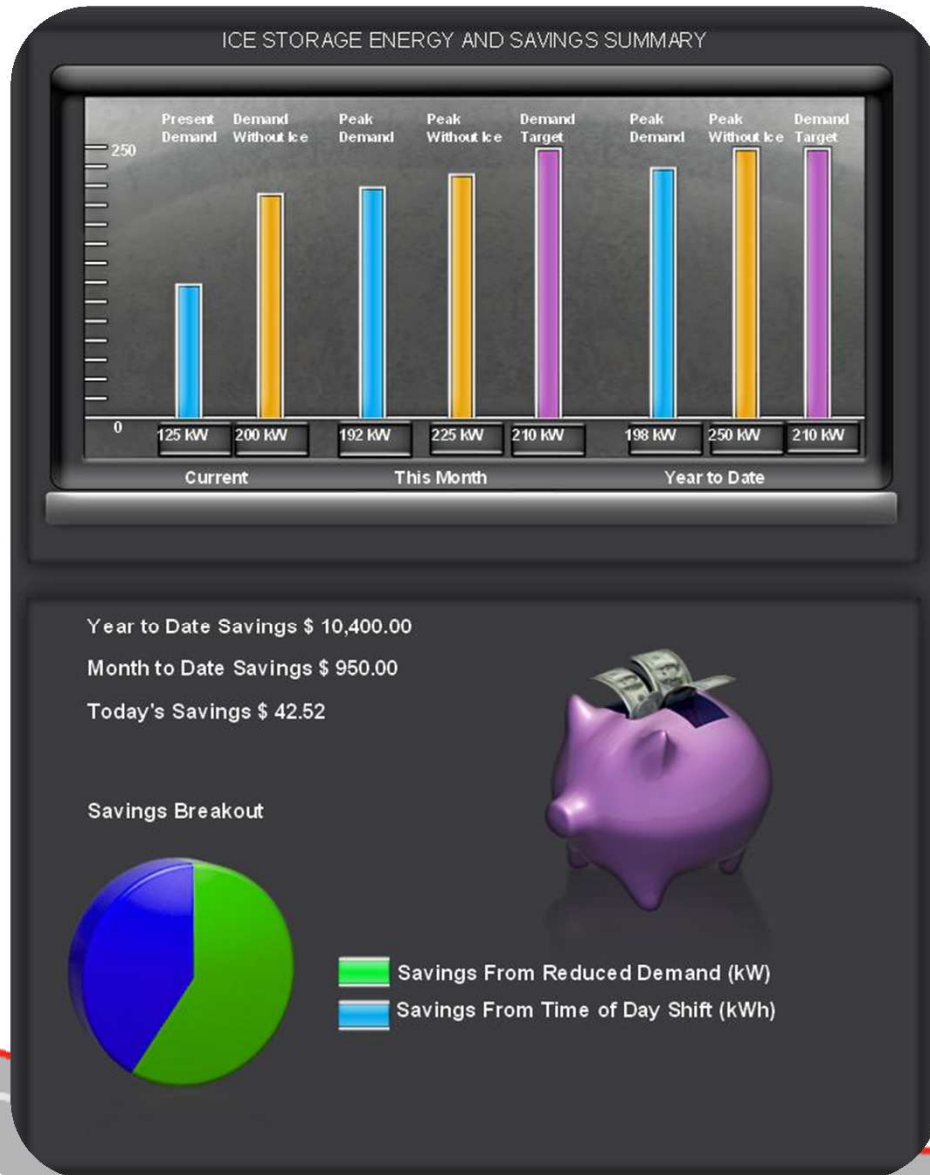 ICE STORAGE ENERGY AND SAVINGS SUMMARY
Present Demand Peak Peak Demand Peak Peak Demand
Demand Without Ice Demand Without Ice Target Demand Without Ice Target
250
0
125 kW 200 kW 192 kW 225 kW 210 kW 198 kW 250 kW 210 kW
Current This Month Year to Date
Year to Date Savings $ 10,400.00
Month to Date Savings $ 950.00
Today's Savings $ 42.52
Savings Breakout
Savings From Reduced Demand (kW)
Savings From Time of Day Shift (kWh)